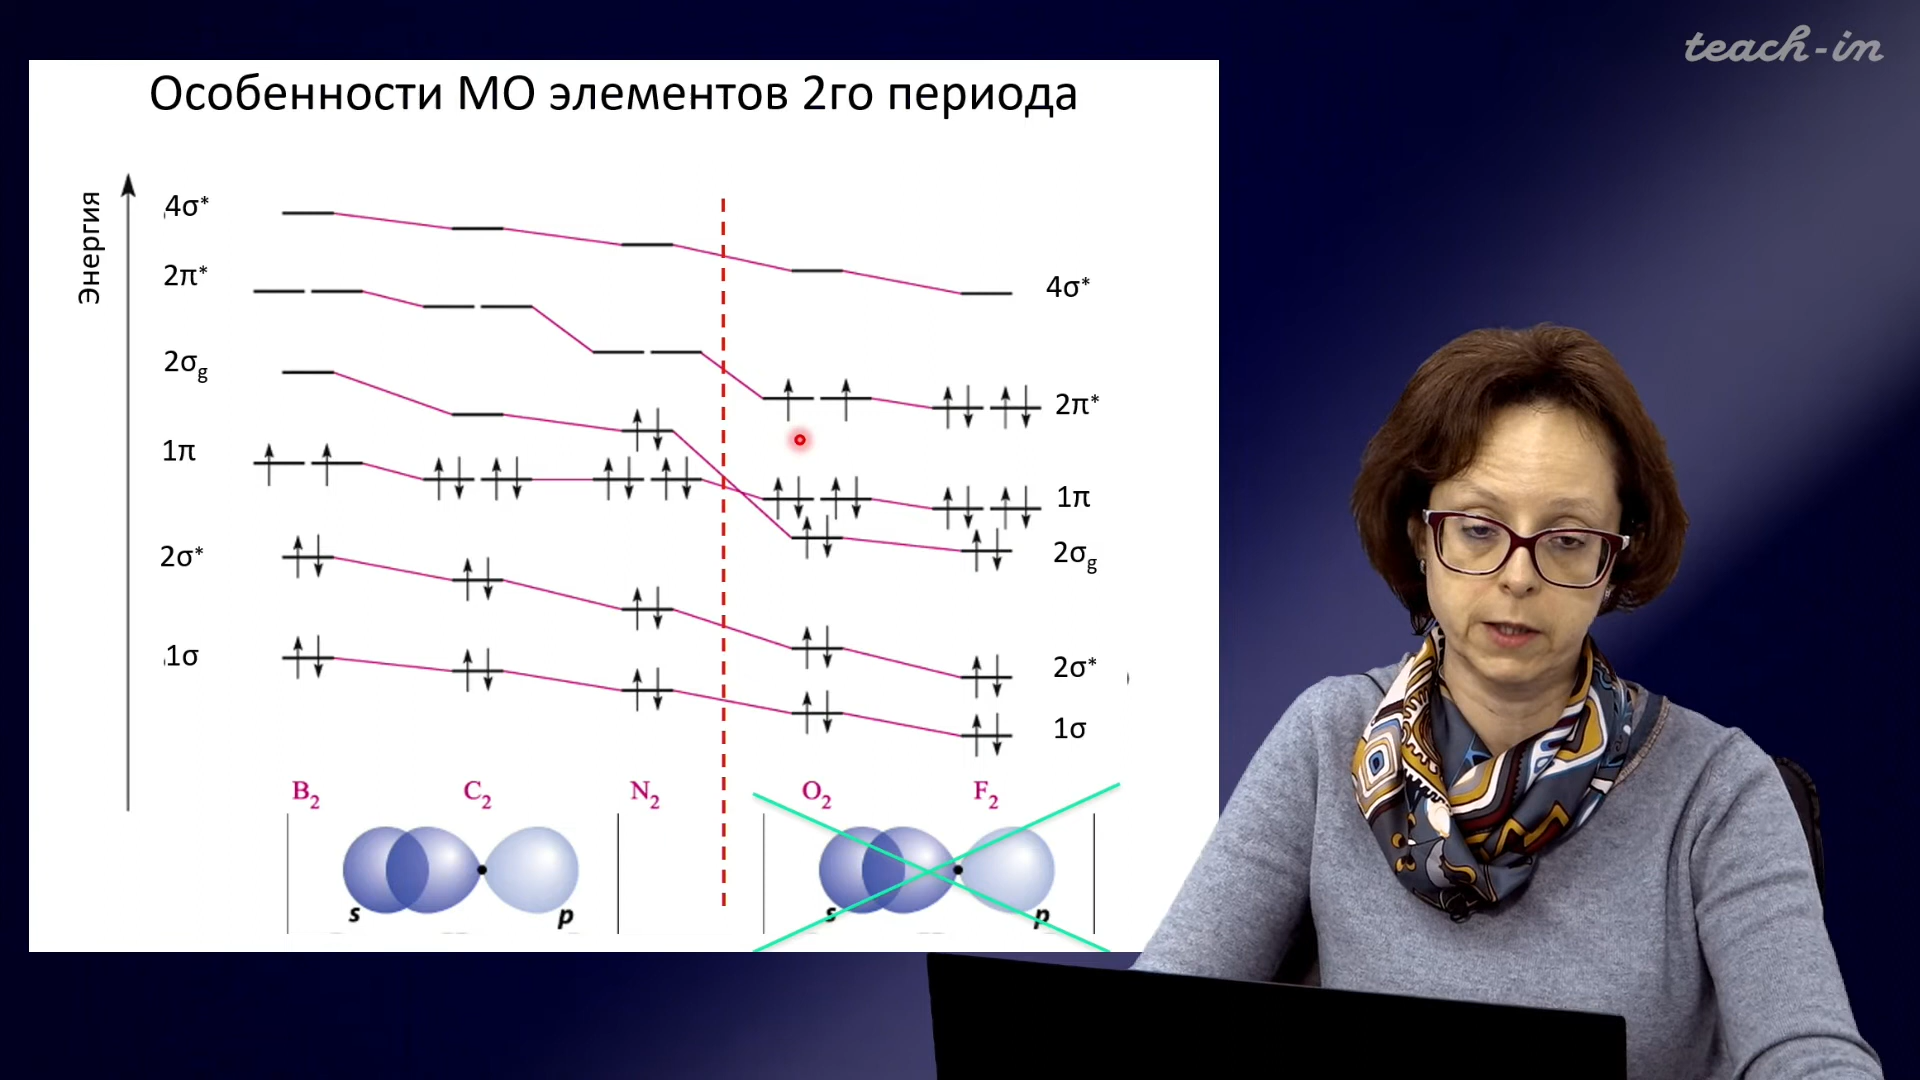 teach-in
Особенности МО элементов 2го периода
Энергия
4σ*
2π*
2σg
1π
2σ*
1σ
4σ*
2π*
1π
2σg
2σ*
1σ
B2 C2 N2 O2 F2
s p s p